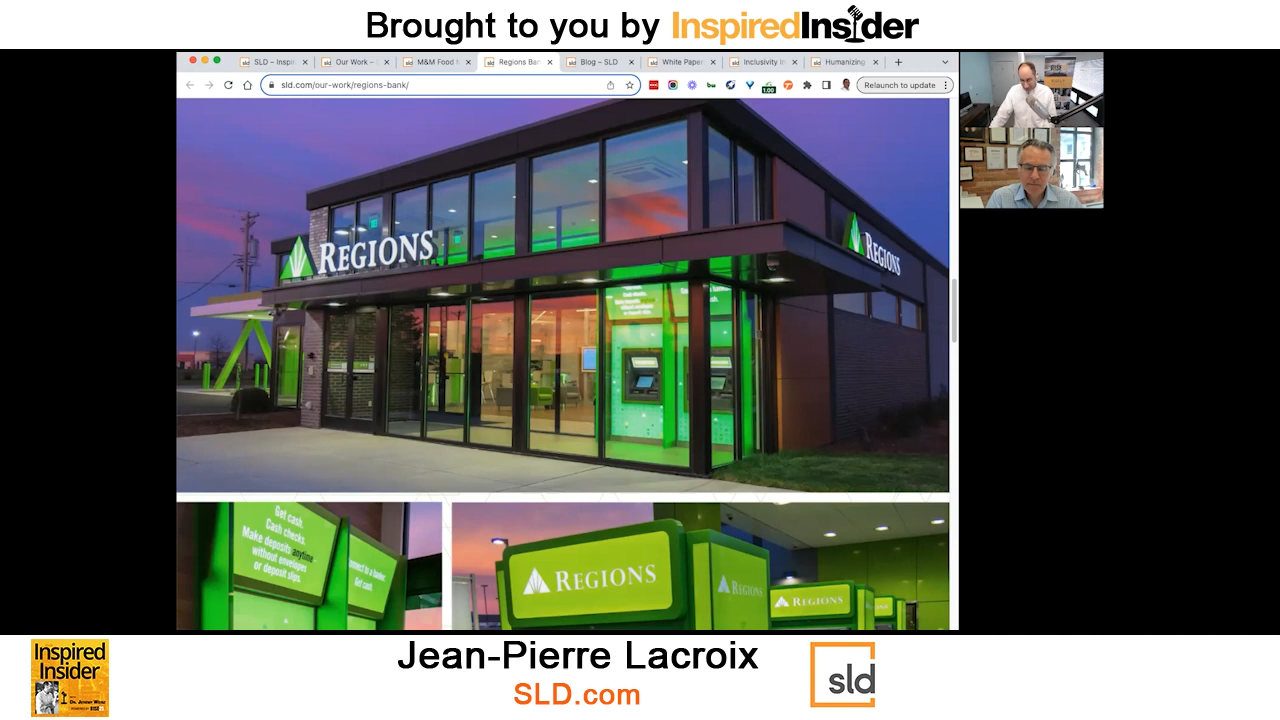 Brought to you by InspiredInsider
SLD – Inspi
Our Work –
M&M Food M
Regions Ban
Blog – SLD
White Paper
Inclusivity In
Humanizing
sld.com/our-work/regions-bank/
1.00
Relaunch to update
REGIONS
REGIONS
Get cash.
Cash checks.
Make deposits anytime
without envelopes
or deposit slips.
Get cash.
REGIONS
REGIONS
REGIONS
Inspired
Insider
Jean-Pierre Lacroix
SLD.com
sld